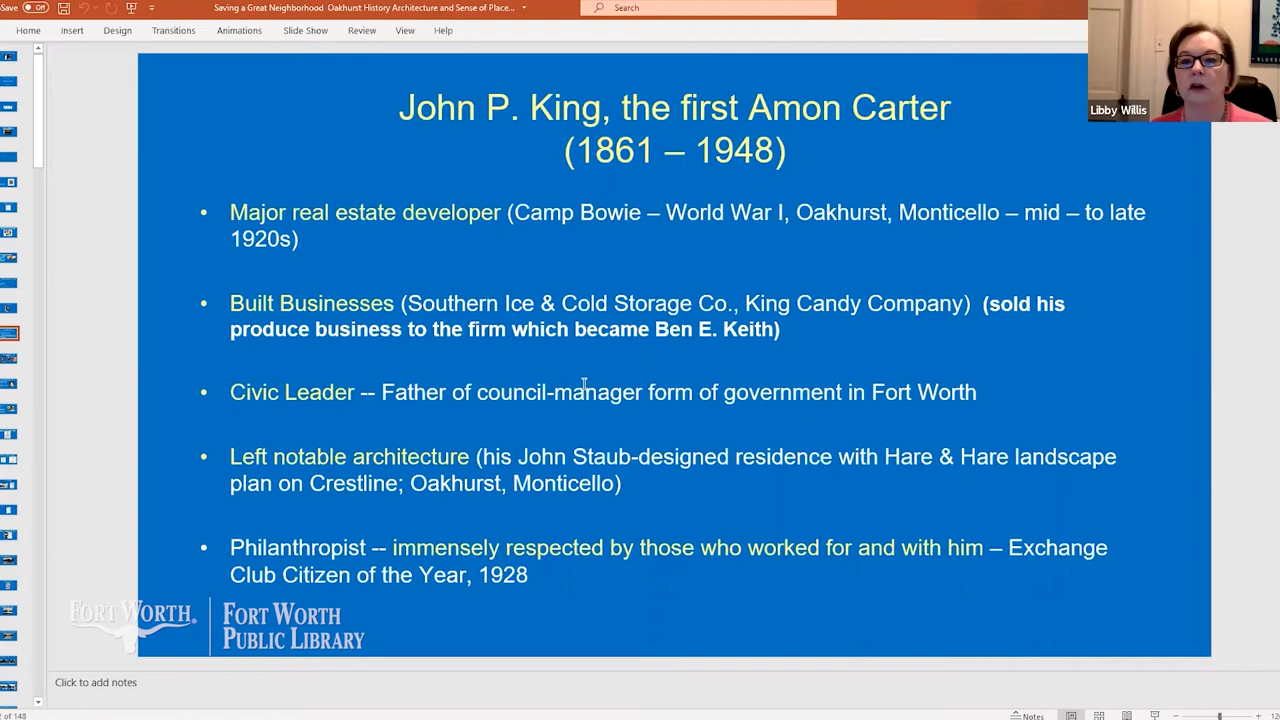 Save Off Saving a Great Neighborhood Oakhurst History Architecture and Sense of Place... Search
Home Insert Design Transitions Animations Slide Show Review View Help
Libby Willis
John P. King, the first Amon Carter
(1861 – 1948)
• Major real estate developer (Camp Bowie – World War I, Oakhurst, Monticello – mid – to late
1920s)
• Built Businesses (Southern Ice & Cold Storage Co., King Candy Company) (sold his
produce business to the firm which became Ben E. Keith)
• Civic Leader -- Father of council-manager form of government in Fort Worth
• Left notable architecture (his John Staub-designed residence with Hare & Hare landscape
plan on Crestline; Oakhurst, Monticello)
• Philanthropist -- immensely respected by those who worked for and with him – Exchange
Club Citizen of the Year, 1928
FORT WORTH®
FORT WORTH
PUBLIC LIBRARY
Click to add notes
of 148 Notes